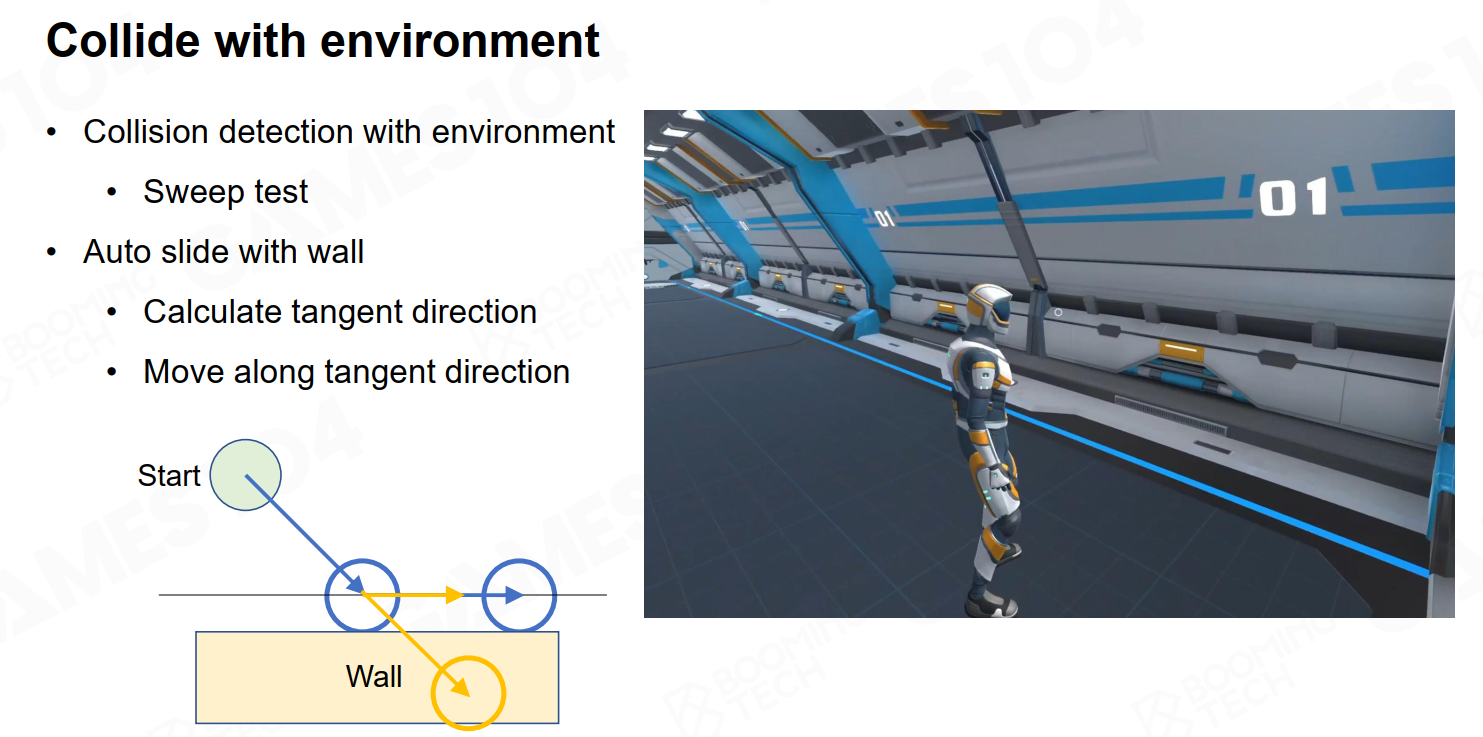 Collide with environment
• Collision detection with environment
• Sweep test
• Auto slide with wall
• Calculate tangent direction
• Move along tangent direction
Start
Wall
01
01
GAMES104
BOOMING
TECH